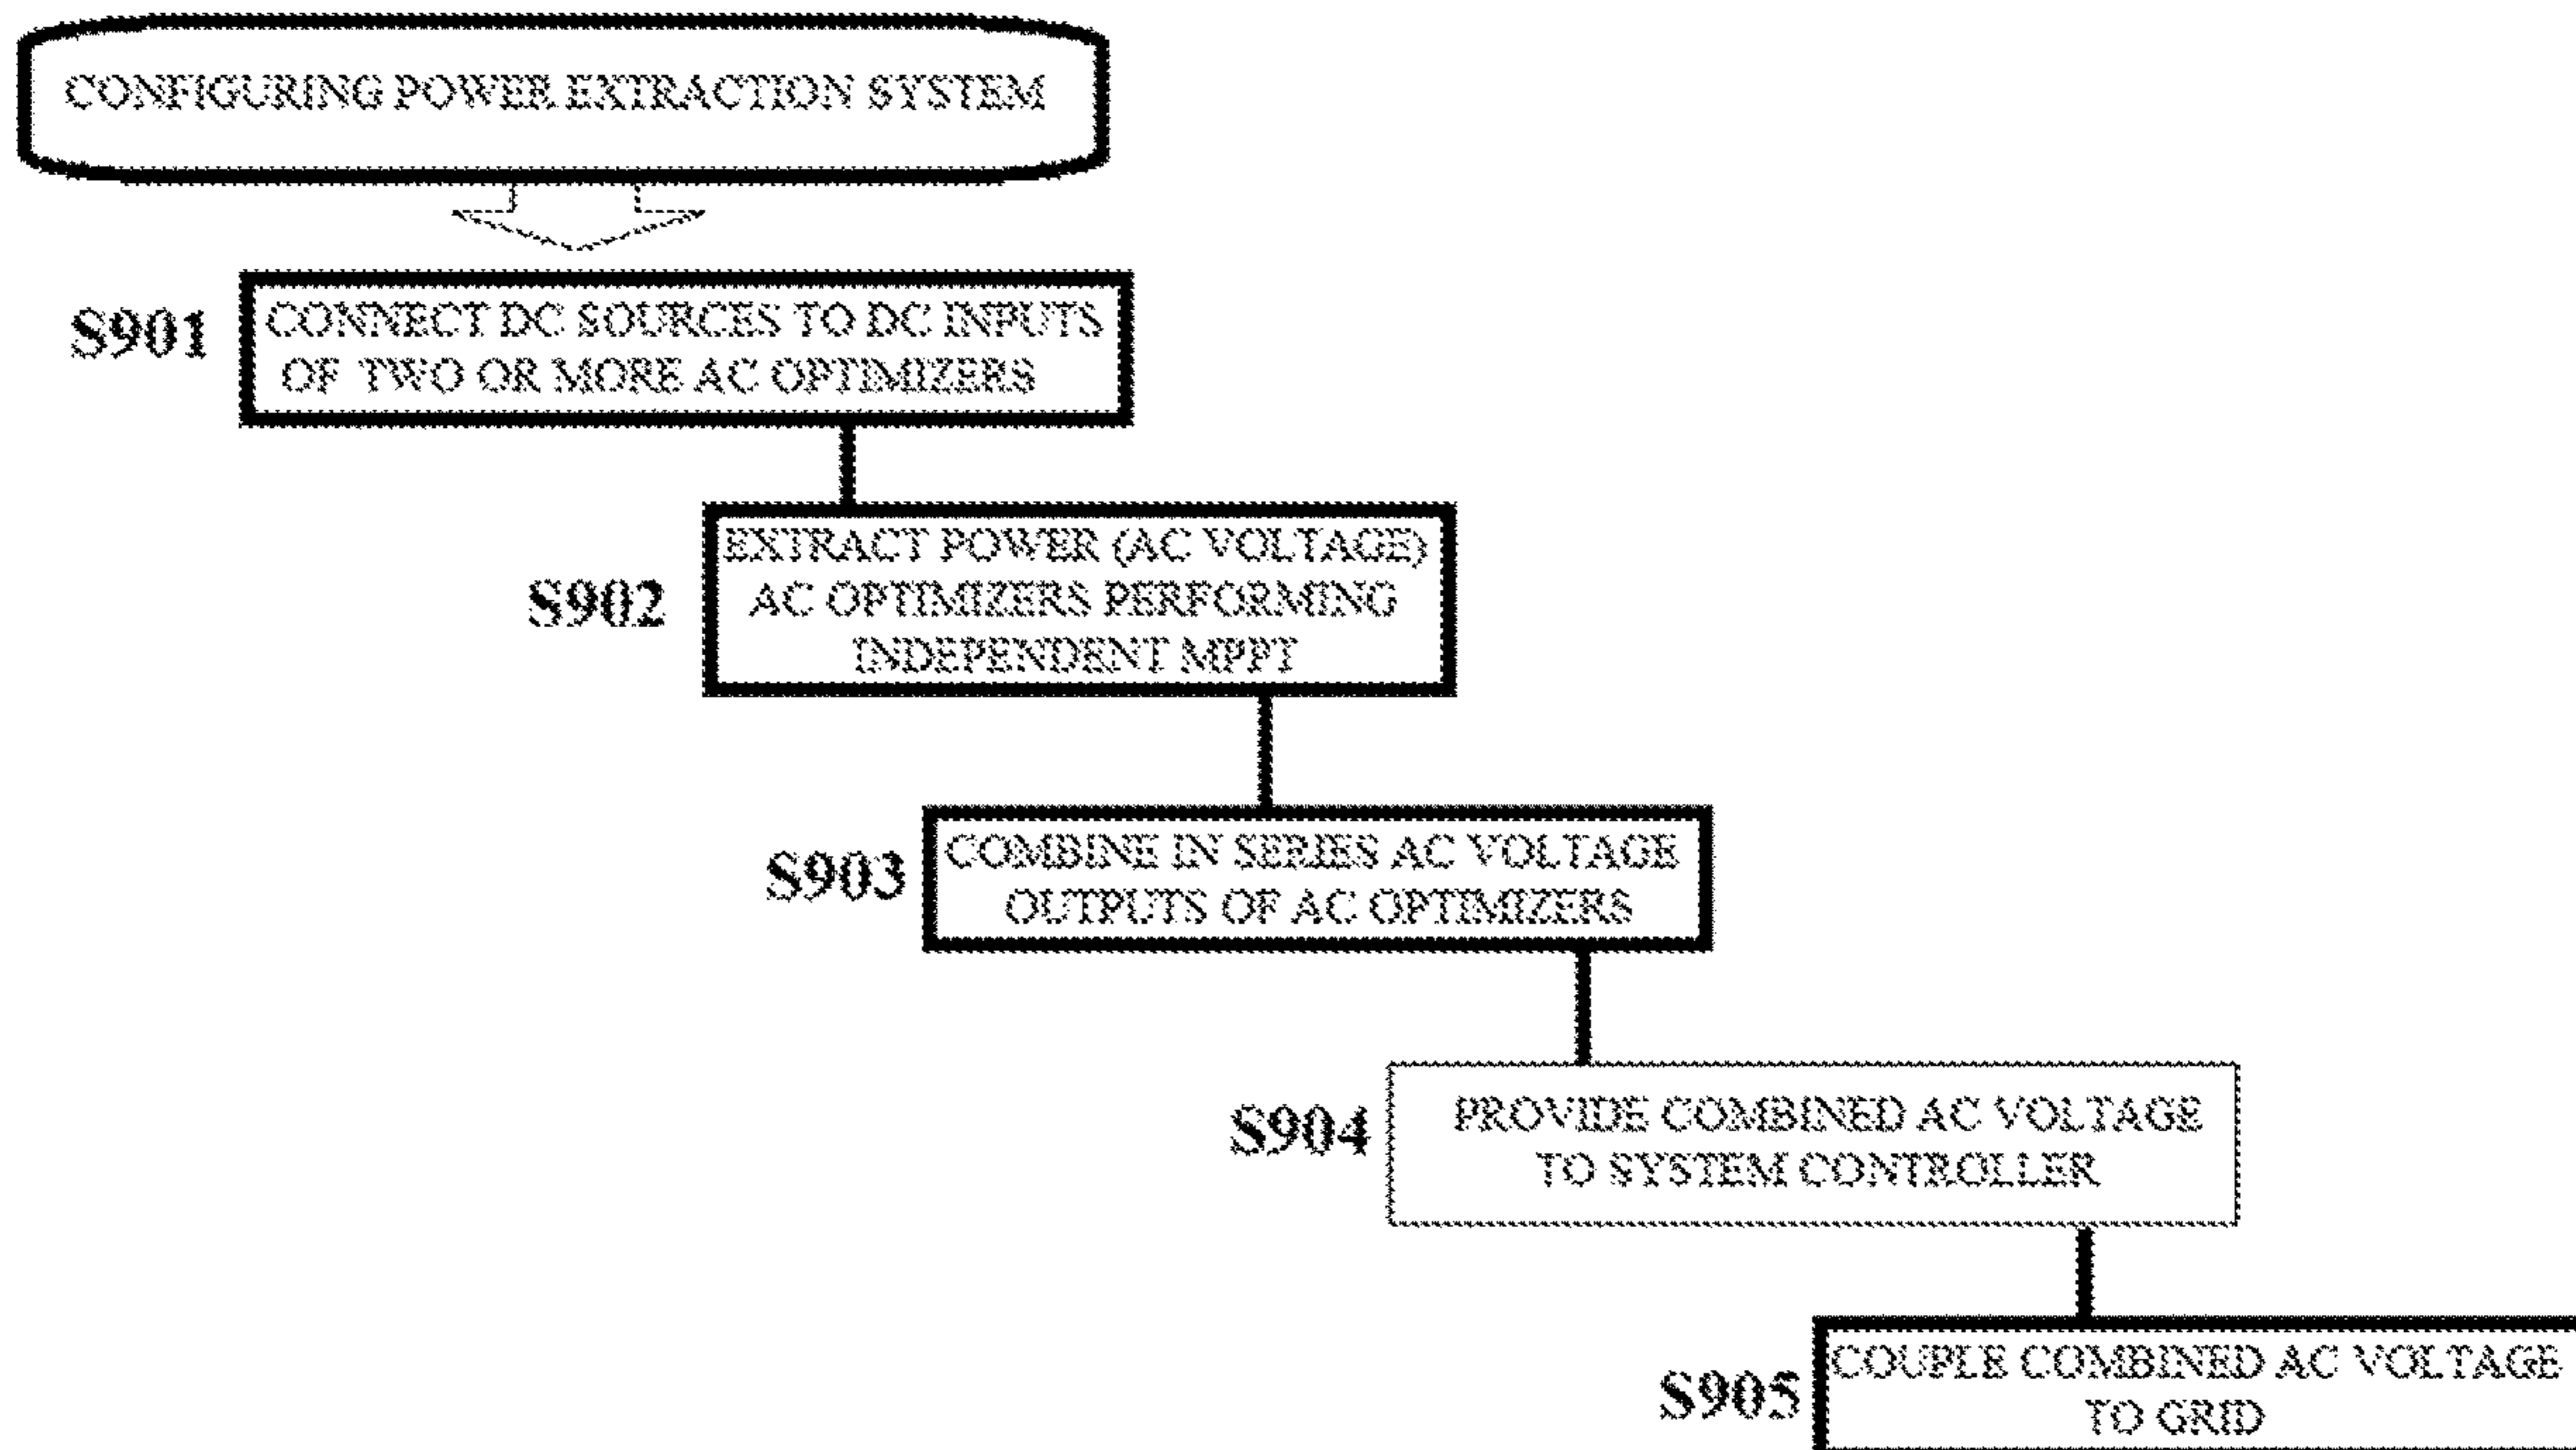 CONFIGURING POWER EXTRACTION SYSTEM
S901
CONNECT DC SOURCES TO DC INPUTS
OF TWO OR MORE AC OPTIMIZERS
S902
EXTRACT POWER (AC VOLTAGE)
AC OPTIMIZERS PERFORMING
INDEPENDENT MPPT
S903
COMBINE IN SERIES AC VOLTAGE
OUTPUTS OF AC OPTIMIZERS
S904
PROVIDE COMBINED AC VOLTAGE
TO SYSTEM CONTROLLER
S905
COUPLE COMBINED AC VOLTAGE
TO GRID